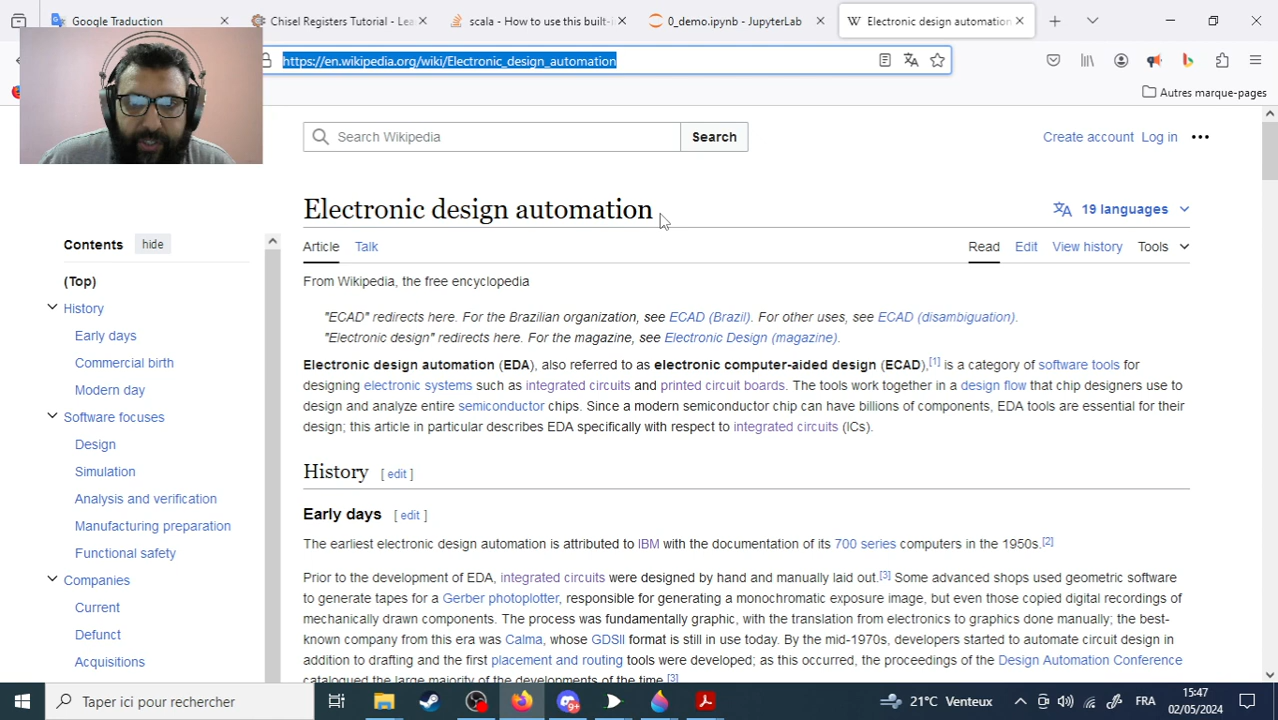 Google Traduction
Chisel Registers Tutorial - Lea
scala - How to use this built-i
0_demo.ipynb - JupyterLab
W Electronic design automation
https://en.wikipedia.org/wiki/Electronic_design_automation
Autres marque-pages
Search Wikipedia
Search
Create account
Log in
Electronic design automation
19 languages
Contents
hide
(Top)
History
Early days
Commercial birth
Modern day
Software focuses
Design
Simulation
Analysis and verification
Manufacturing preparation
Functional safety
Companies
Current
Defunct
Acquisitions
Article
Talk
Read
Edit
View history
Tools
From Wikipedia, the free encyclopedia
"ECAD" redirects here. For the Brazilian organization, see ECAD (Brazil). For other uses, see ECAD (disambiguation).
"Electronic design" redirects here. For the magazine, see Electronic Design (magazine).
Electronic design automation (EDA), also referred to as electronic computer-aided design (ECAD),[1] is a category of software tools for
designing electronic systems such as integrated circuits and printed circuit boards. The tools work together in a design flow that chip designers use to
design and analyze entire semiconductor chips. Since a modern semiconductor chip can have billions of components, EDA tools are essential for their
design; this article in particular describes EDA specifically with respect to integrated circuits (ICs).
History [ edit ]
Early days [ edit ]
The earliest electronic design automation is attributed to IBM with the documentation of its 700 series computers in the 1950s.[2]
Prior to the development of EDA, integrated circuits were designed by hand and manually laid out.[3] Some advanced shops used geometric software
to generate tapes for a Gerber photoplotter, responsible for generating a monochromatic exposure image, but even those copied digital recordings of
mechanically drawn components. The process was fundamentally graphic, with the translation from electronics to graphics done manually; the best-
known company from this era was Calma, whose GDSII format is still in use today. By the mid-1970s, developers started to automate circuit design in
addition to drafting and the first placement and routing tools were developed; as this occurred, the proceedings of the Design Automation Conference
catalogued the large majority of the developments of the time.[3]
Taper ici pour rechercher
9+
21°C Venteux
FRA
15:47
02/05/2024